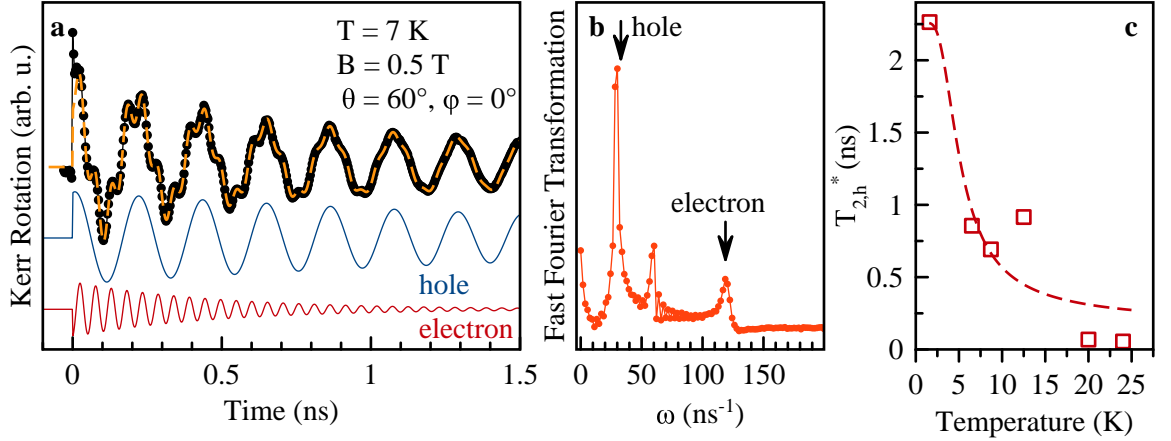 a
T = 7 K
B = 0.5 T
θ = 60°, φ = 0°
Kerr Rotation (arb. u.)
hole
electron
0 0.5 1 1.5
Time (ns)
b
hole
electron
Fast Fourier Transformation
0 50 100 150
ω (ns⁻¹)
c
T₂,ₕ* (ns)
2
1.5
1
0.5
0
0 5 10 15 20 25
Temperature (K)